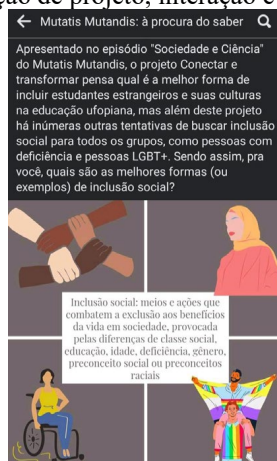 ção de projeto, interação e
Mutatis Mutandis: à procura do saber
Apresentado no episódio "Sociedade e Ciência"
do Mutatis Mutandis, o projeto Conectar e
transformar pensa qual é a melhor forma de
incluir estudantes estrangeiros e suas culturas
na educação ufopiana, mas além deste projeto
há inúmeras outras tentativas de buscar inclusão
social para todos os grupos, como pessoas com
deficiência e pessoas LGBT+. Sendo assim, pra
você, quais são as melhores formas (ou
exemplos) de inclusão social?
Inclusão social: meios e ações que
combatem a exclusão aos benefícios
da vida em sociedade, provocada
pelas diferenças de classe social,
educação, idade, deficiência, gênero,
preconceito social ou preconceitos
raciais